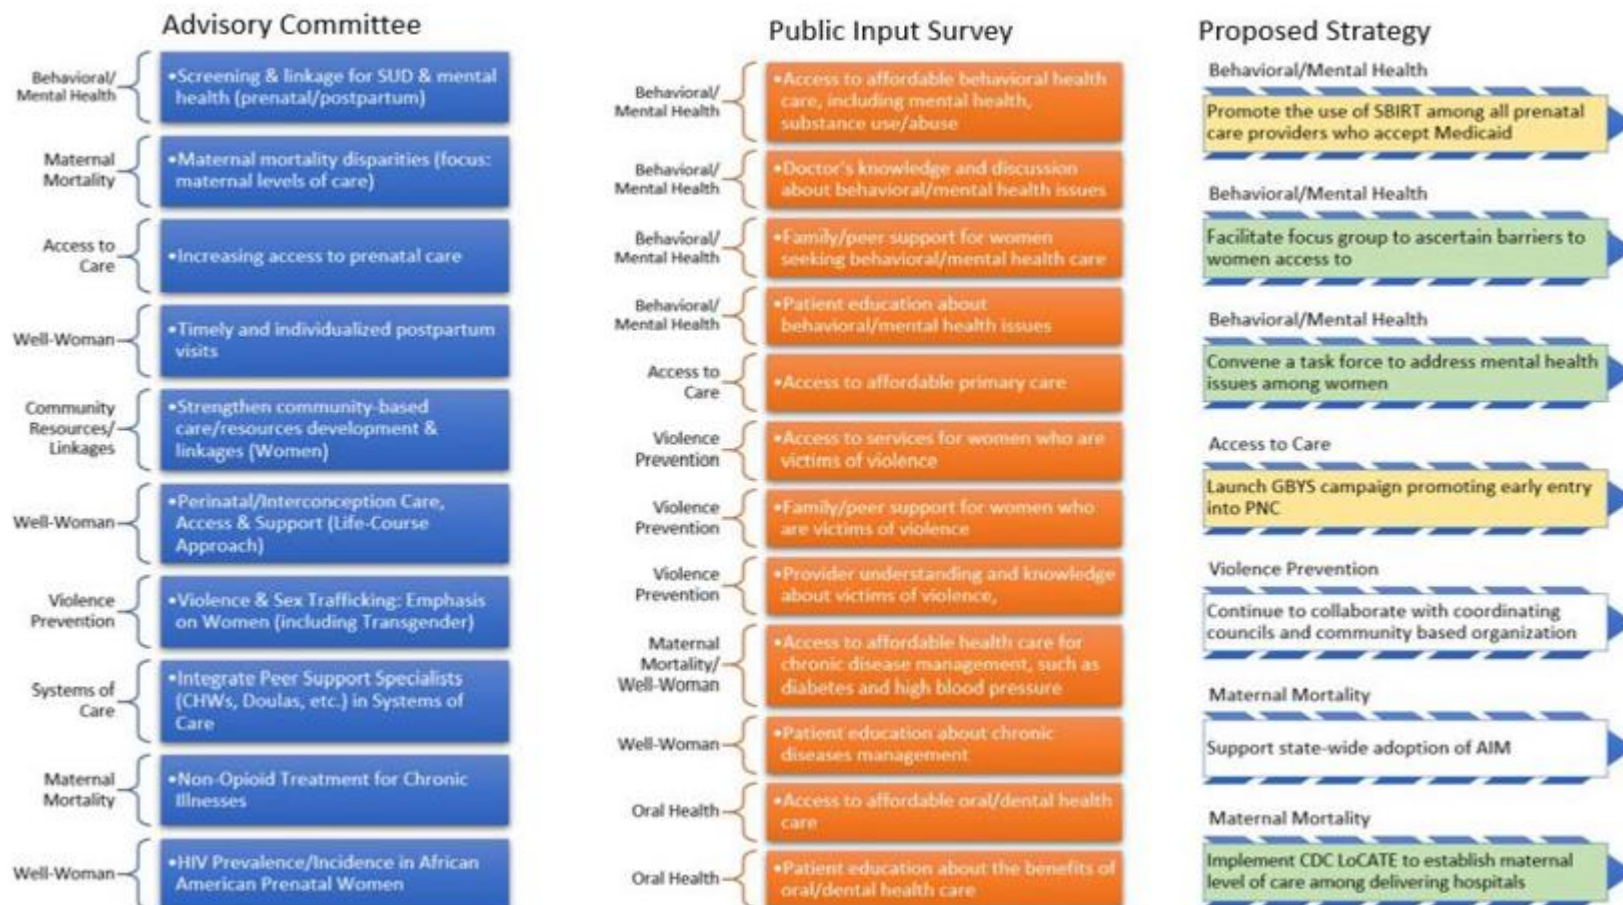 Advisory Committee
Behavioral/
Mental Health
•Screening & linkage for SUD & mental
health (prenatal/postpartum)
Maternal
Mortality
•Maternal mortality disparities (focus:
maternal levels of care)
Access to
Care
•Increasing access to prenatal care
Well-Woman
•Timely and individualized postpartum
visits
Community
Resources/
Linkages
•Strengthen community-based
care/resources development &
linkages (Women)
Well-Woman
•Perinatal/Interconception Care,
Access & Support (Life-Course
Approach)
Violence
Prevention
•Violence & Sex Trafficking: Emphasis
on Women (including Transgender)
Systems of
Care
•Integrate Peer Support Specialists
(CHWs, Doulas, etc.) in Systems of
Care
Maternal
Mortality
•Non-Opioid Treatment for Chronic
Illnesses
Well-Woman
•HIV Prevalence/Incidence in African
American Prenatal Women
Public Input Survey
Behavioral/
Mental Health
•Access to affordable behavioral health
care, including mental health,
substance use/abuse
Behavioral/
Mental Health
•Doctor's knowledge and discussion
about behavioral/mental health issues
Behavioral/
Mental Health
•Family/peer support for women
seeking behavioral/mental health care
Behavioral/
Mental Health
•Patient education about
behavioral/mental health issues
Access to
Care
•Access to affordable primary care
Violence
Prevention
•Access to services for women who are
victims of violence
Violence
Prevention
•Family/peer support for women who
are victims of violence
Violence
Prevention
•Provider understanding and knowledge
about victims of violence,
Maternal
Mortality/
Well-Woman
•Access to affordable health care for
chronic disease management, such as
diabetes and high blood pressure
Well-Woman
•Patient education about chronic
diseases management
Oral Health
•Access to affordable oral/dental health
care
Oral Health
•Patient education about the benefits of
oral/dental health care
Proposed Strategy
Behavioral/Mental Health
Promote the use of SBIRT among all prenatal
care providers who accept Medicaid
Behavioral/Mental Health
Facilitate focus group to ascertain barriers to
women access to
Behavioral/Mental Health
Convene a task force to address mental health
issues among women
Access to Care
Launch GBYS campaign promoting early entry
into PNC
Violence Prevention
Continue to collaborate with coordinating
councils and community based organization
Maternal Mortality
Support state-wide adoption of AIM
Maternal Mortality
Implement CDC LoCATE to establish maternal
level of care among delivering hospitals